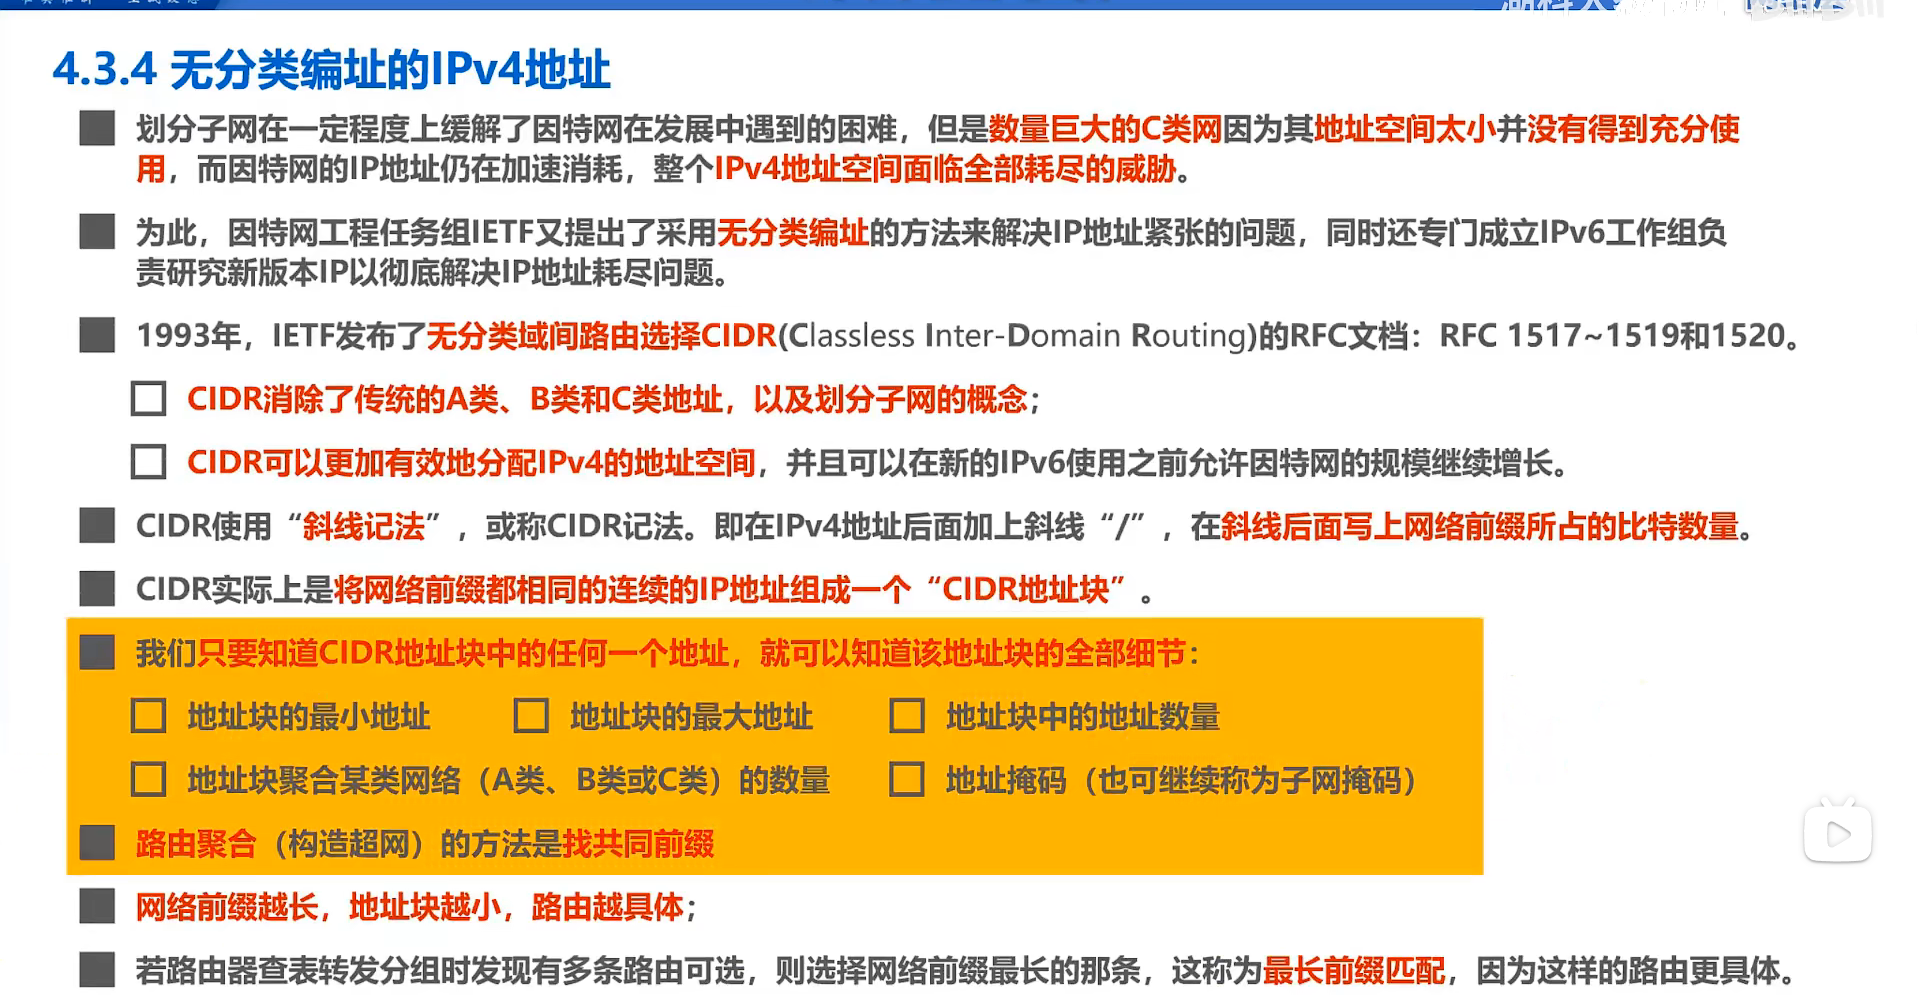 4.3.4 无分类编址的IPv4地址
划分子网在一定程度上缓解了因特网在发展中遇到的困难，但是数量巨大的C类网因为其地址空间太小并没有得到充分使
用，而因特网的IP地址仍在加速消耗，整个IPv4地址空间面临全部耗尽的威胁。
为此，因特网工程任务组IETF又提出了采用无分类编址的方法来解决IP地址紧张的问题，同时还专门成立IPv6工作组负
责研究新版本IP以彻底解决IP地址耗尽问题。
1993年，IETF发布了无分类域间路由选择CIDR(Classless Inter-Domain Routing)的RFC文档：RFC 1517~1519和1520。
CIDR消除了传统的A类、B类和C类地址，以及划分子网的概念；
CIDR可以更加有效地分配IPv4的地址空间，并且可以在新的IPv6使用之前允许因特网的规模继续增长。
CIDR使用“斜线记法”，或称CIDR记法。即在IPv4地址后面加上斜线“/”，在斜线后面写上网络前缀所占的比特数量。
CIDR实际上是将网络前缀都相同的连续的IP地址组成一个“CIDR地址块”。
我们只要知道CIDR地址块中的任何一个地址，就可以知道该地址块的全部细节：
地址块的最小地址 地址块的最大地址 地址块中的地址数量
地址块聚合某类网络（A类、B类或C类）的数量 地址掩码（也可继续称为子网掩码）
路由聚合（构造超网）的方法是找共同前缀
网络前缀越长，地址块越小，路由越具体；
若路由器查表转发分组时发现有多条路由可选，则选择网络前缀最长的那条，这称为最长前缀匹配，因为这样的路由更具体。